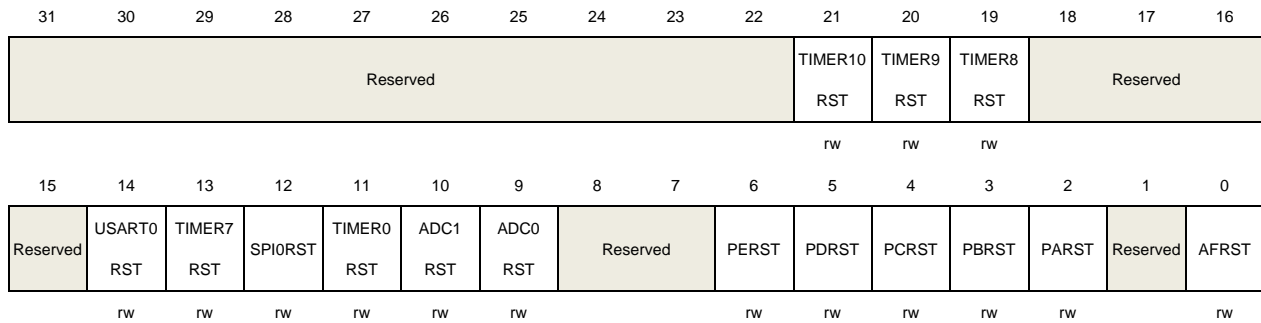 31 30 29 28 27 26 25 24 23 22 21 20 19 18 17 16
Reserved TIMER10 RST TIMER9 RST TIMER8 RST Reserved
rw rw rw
15 14 13 12 11 10 9 8 7 6 5 4 3 2 1 0
Reserved USART0 RST TIMER7 RST SPI0RST TIMER0 RST ADC1 RST ADC0 RST Reserved PERST PDRST PCRST PBRST PARST Reserved AFRST
rw rw rw rw rw rw rw rw rw rw rw rw